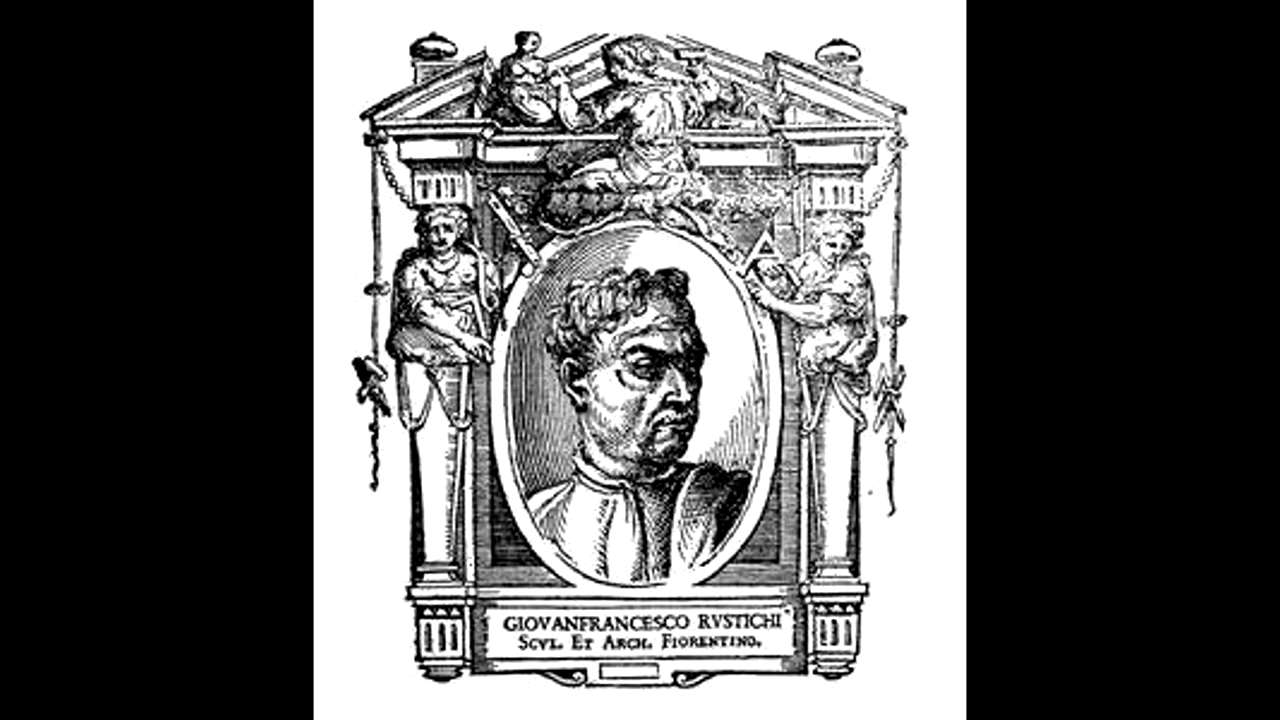 GIOVANFRANCESCO RVSTICHI
SCVL. ET ARCH. FIORENTINO.